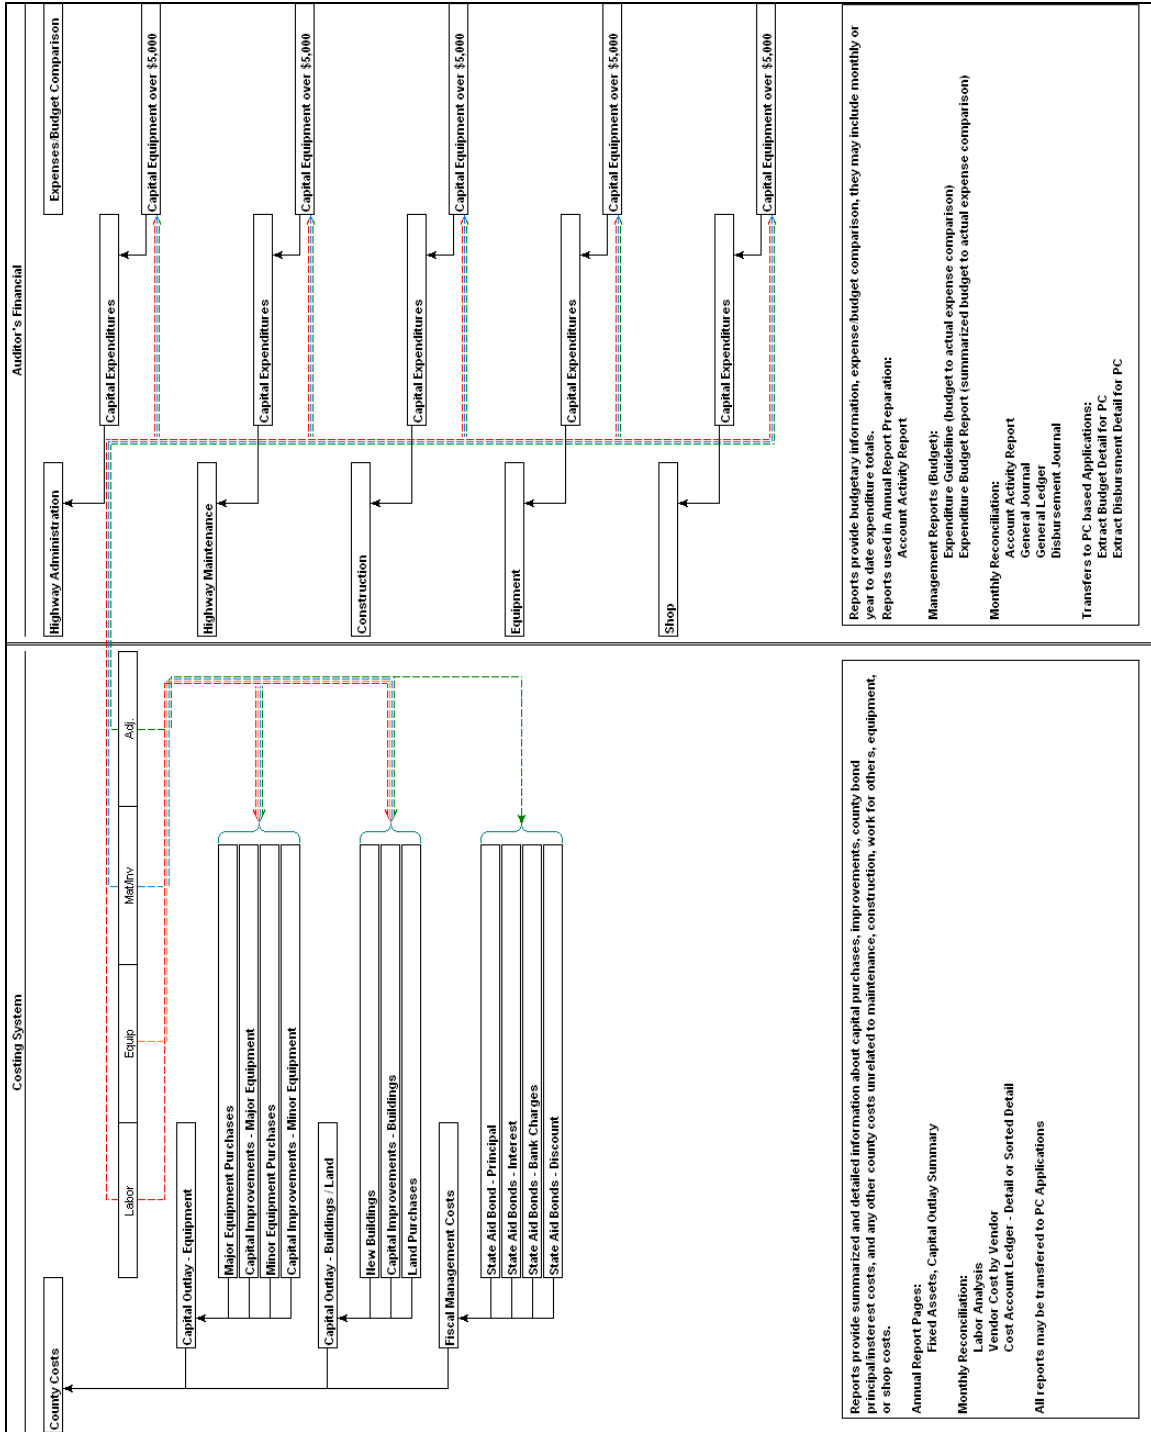 Costing System
County Costs
Labor
Equip
Mat/Inv
Adj.
Capital Outlay - Equipment
Major Equipment Purchases
Capital Improvements - Major Equipment
Minor Equipment Purchases
Capital Improvements - Minor Equipment
Capital Outlay - Buildings / Land
New Buildings
Capital Improvements - Buildings
Land Purchases
Fiscal Management Costs
State Aid Bond - Principal
State Aid Bonds - Interest
State Aid Bonds - Bank Charges
State Aid Bonds - Discount
Reports provide summarized and detailed information about capital purchases, improvements, county bond
principal/insterest costs, and any other county costs unrelated to maintenance, construction, work for others, equipment,
or shop costs.
Annual Report Pages:
Fixed Assets, Capital Outlay Summary
Monthly Reconciliation:
Labor Analysis
Vendor Cost by Vendor
Cost Account Ledger - Detail or Sorted Detail
All reports may be transfered to PC Applications
Auditor's Financial
Highway Administration
Expenses/Budget Comparison
Capital Expenditures
Capital Equipment over $5,000
Highway Maintenance
Capital Expenditures
Capital Equipment over $5,000
Construction
Capital Expenditures
Capital Equipment over $5,000
Equipment
Capital Expenditures
Capital Equipment over $5,000
Shop
Capital Expenditures
Capital Equipment over $5,000
Reports provide budgetary information, expense/budget comparison, they may include monthly or
year to date expenditure totals.
Reports used in Annual Report Preparation:
Account Activity Report
Management Reports (Budget):
Expenditure Guideline (budget to actual expense comparison)
Expenditure Budget Report (summarized budget to actual expense comparison)
Monthly Reconciliation:
Account Activity Report
General Journal
General Ledger
Disbursement Journal
Transfers to PC based Applications:
Extract Budget Detail for PC
Extract Disbursment Detail for PC